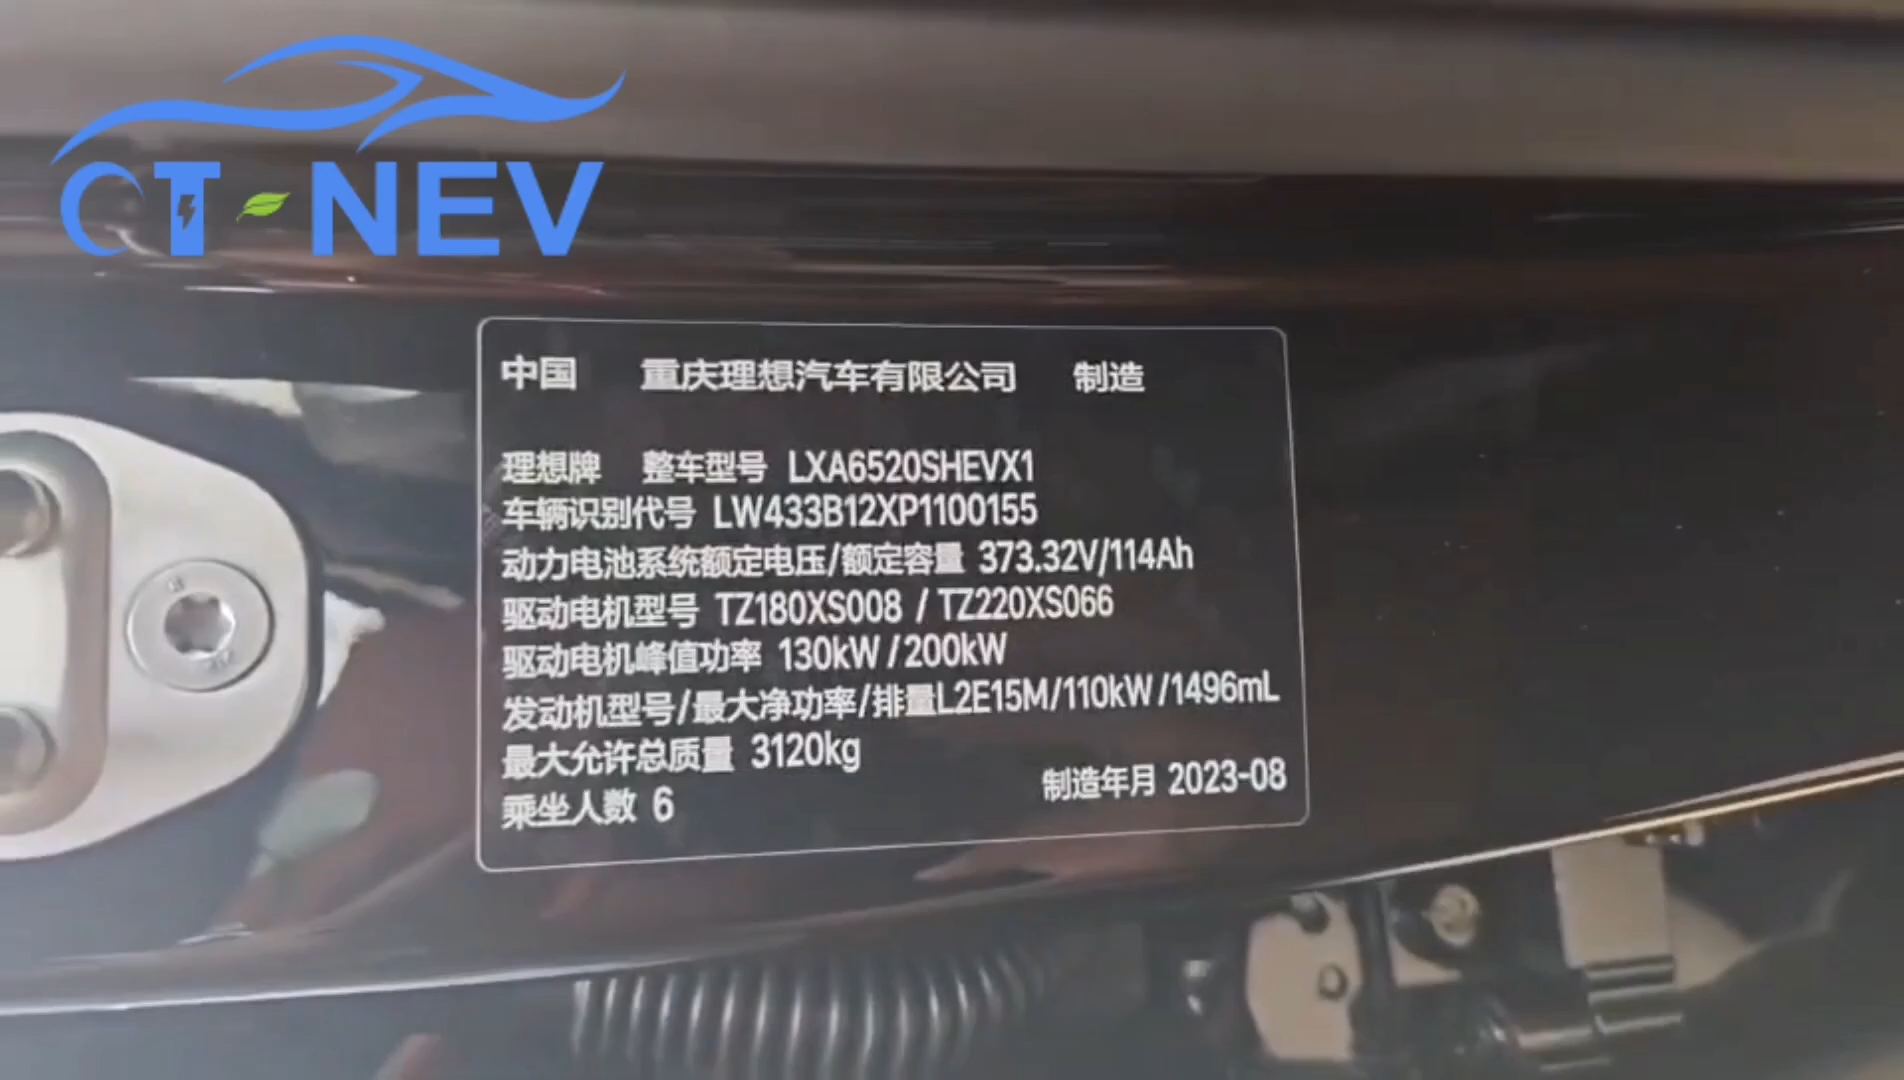 CT-NEV
中国 重庆理想汽车有限公司 制造
理想牌 整车型号 LXA6520SHEVX1
车辆识别代号 LW433B12XP1100155
动力电池系统额定电压/额定容量 373.32V/114Ah
驱动电机型号 TZ180XS008 / TZ220XS066
驱动电机峰值功率 130kW / 200kW
发动机型号/最大净功率/排量L2E15M/110kW/1496mL
最大允许总质量 3120kg
乘坐人数 6 制造年月 2023-08